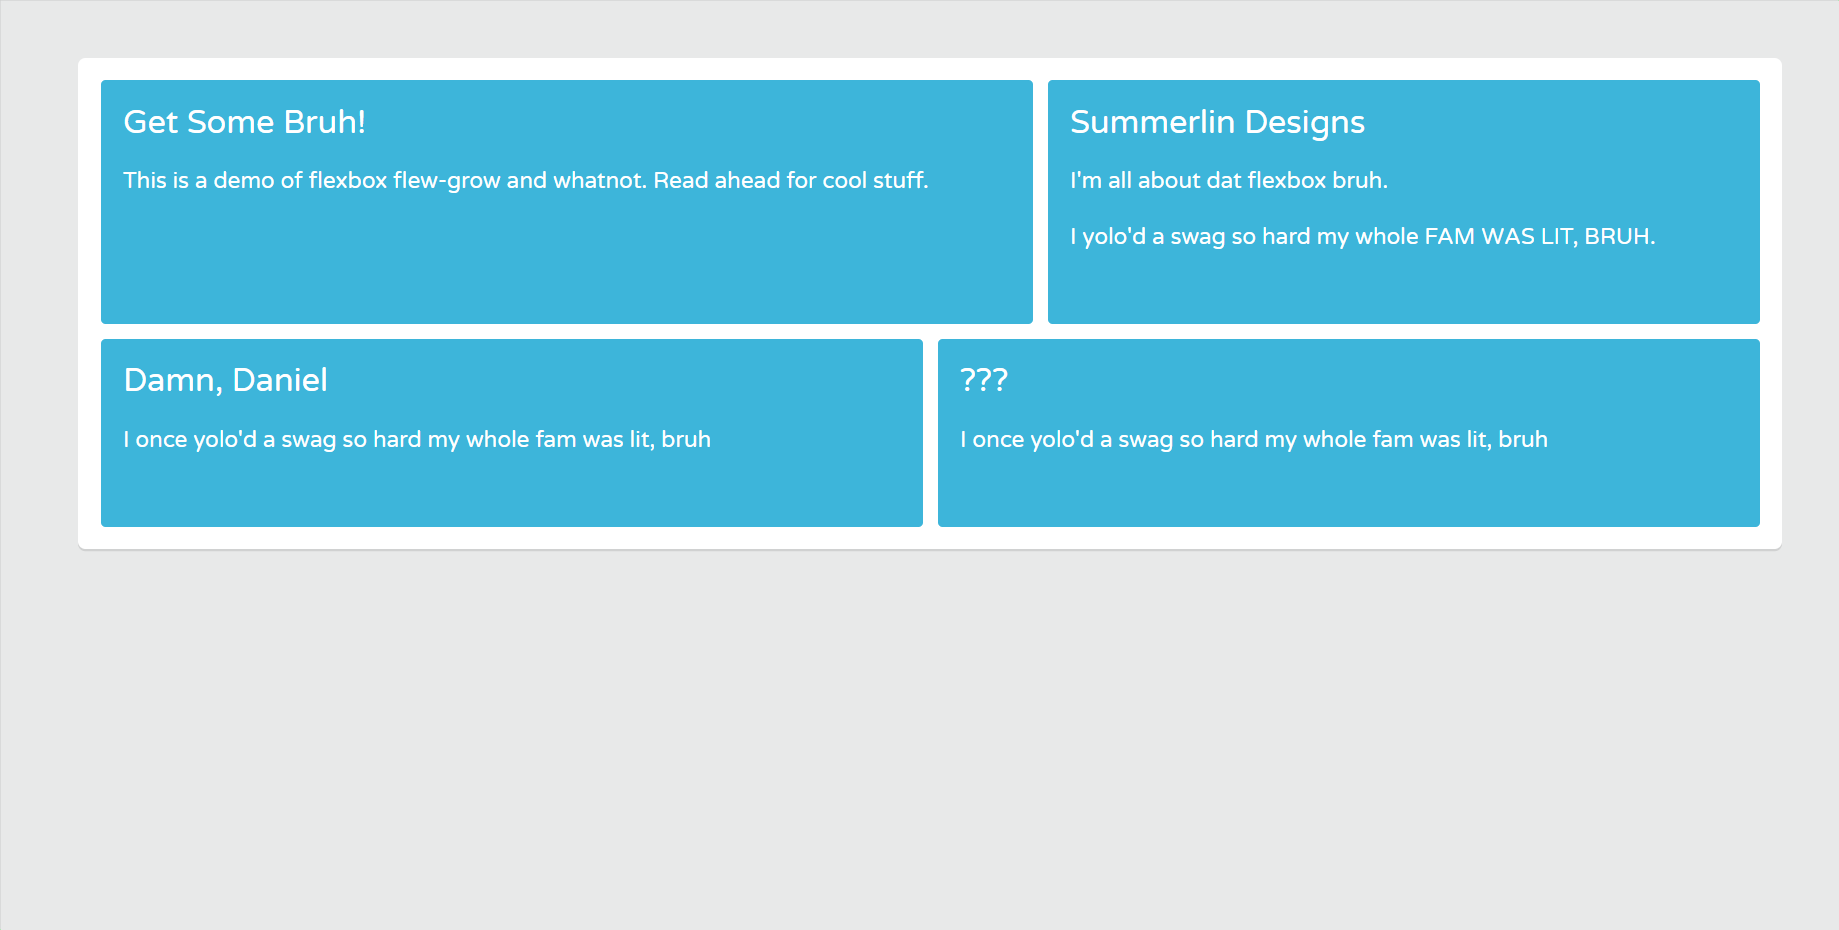 Get Some Bruh!
This is a demo of flexbox flew-grow and whatnot. Read ahead for cool stuff.
Summerlin Designs
I'm all about dat flexbox bruh.
I yolo'd a swag so hard my whole FAM WAS LIT, BRUH.
Damn, Daniel
I once yolo'd a swag so hard my whole fam was lit, bruh
???
I once yolo'd a swag so hard my whole fam was lit, bruh